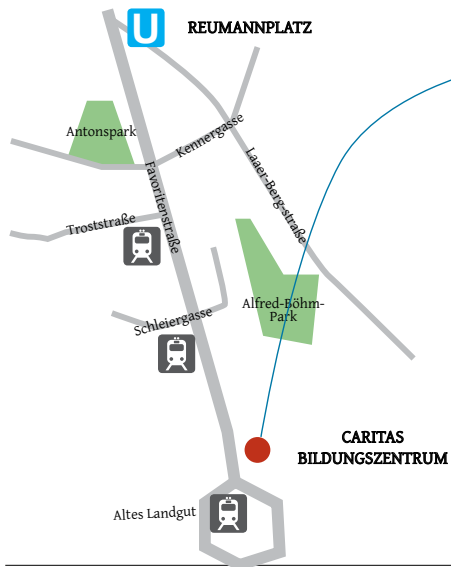 U REUMANNPLATZ
Antonspark
Kennergasse
Favoritenstraße
Laaer-Berg-straße
Troststraße
Alfred-Böhm-
Park
Schleiergasse
CARITAS
BILDUNGSZENTRUM
Altes Landgut